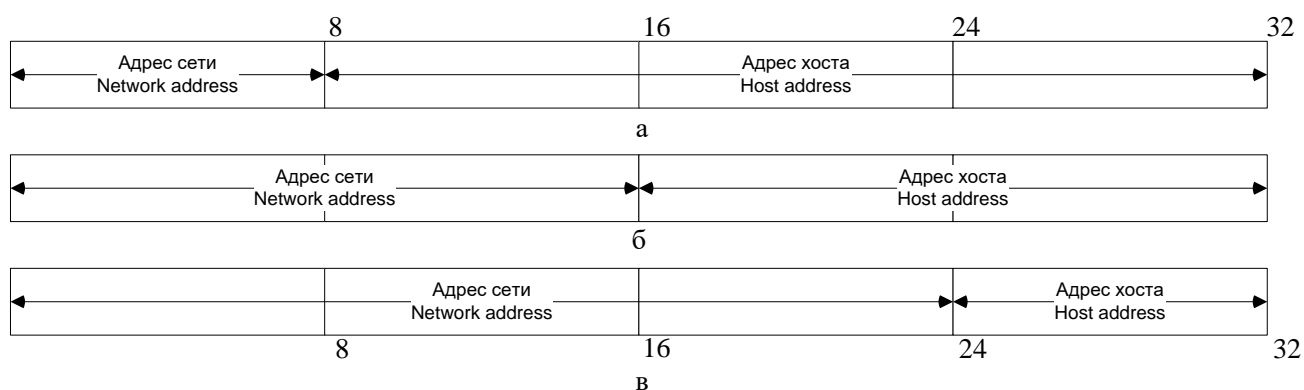 8 16 24 32
Адрес сети Адрес хоста
Network address Host address
а
Адрес сети Адрес хоста
Network address Host address
б
Адрес сети Адрес хоста
Network address Host address
8 16 24 32
в